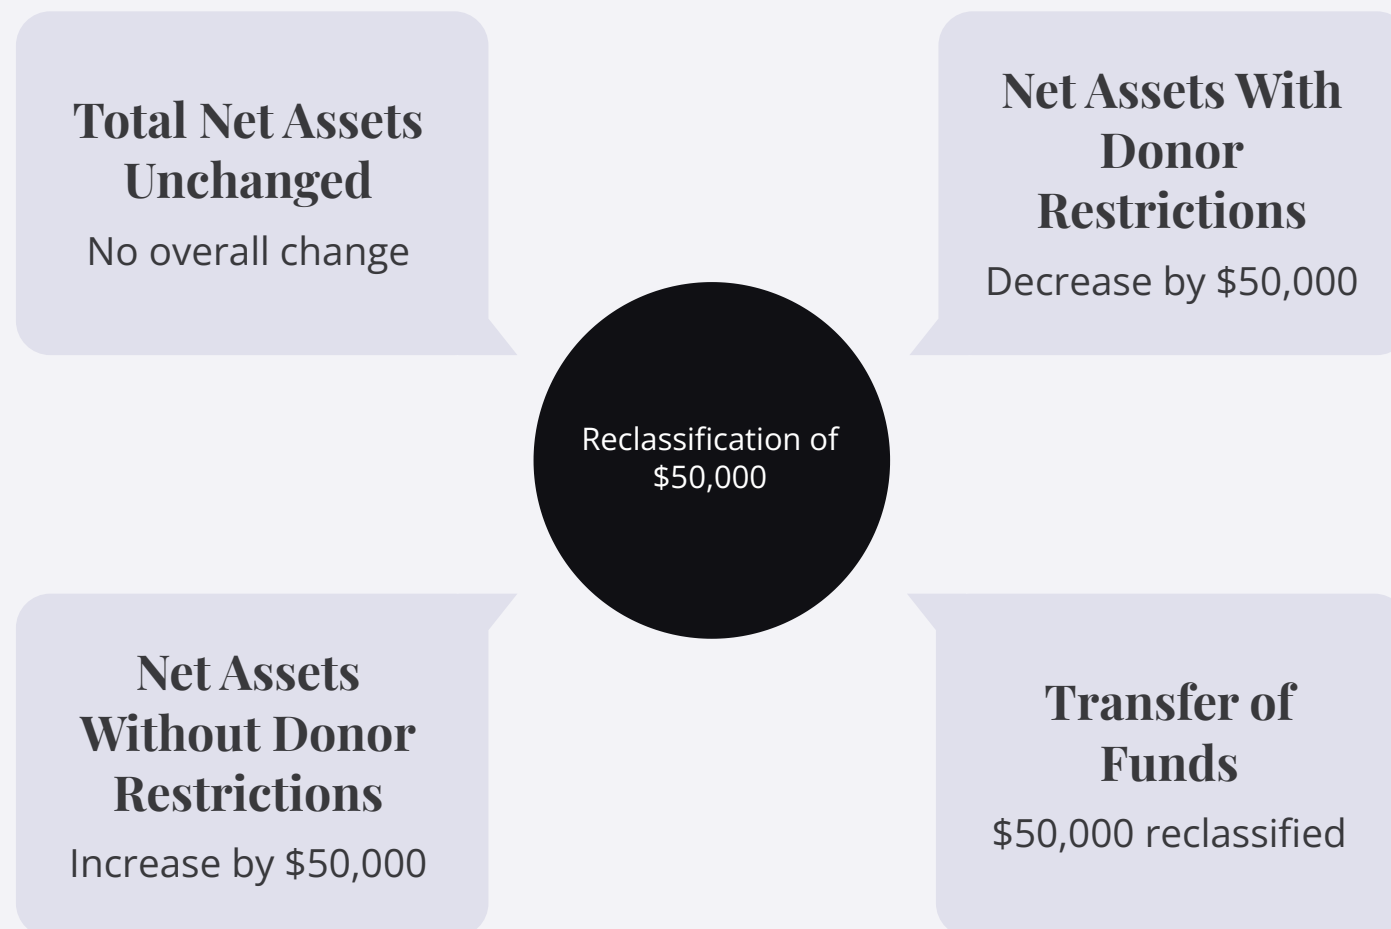 Total Net Assets
Unchanged
No overall change
Net Assets With
Donor
Restrictions
Decrease by $50,000
Reclassification of
$50,000
Net Assets
Without Donor
Restrictions
Increase by $50,000
Transfer of
Funds
$50,000 reclassified